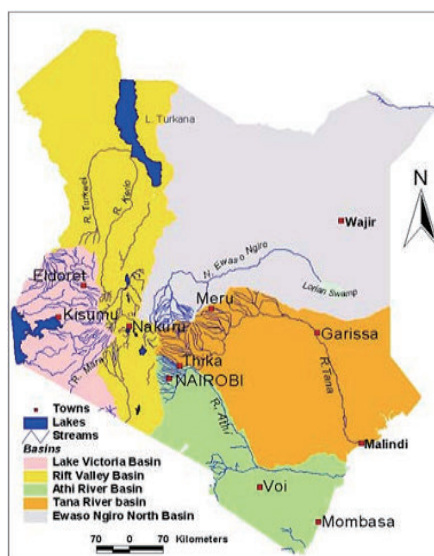 L. Turkana
R. Turkwel
R. Kerio
Wajir
N
N. Ewaso Ngiro
Lorian Swamp
Eldoret
Meru
Kisumu
Nakuru
Garissa
R. Mara
Thika
NAIROBI
R.Tana
R. Athi
Malindi
Voi
Mombasa
Towns
Lakes
Streams
Basins
Lake Victoria Basin
Rift Valley Basin
Athi River Basin
Tana River basin
Ewaso Ngiro North Basin
70 0 70 Kilometers